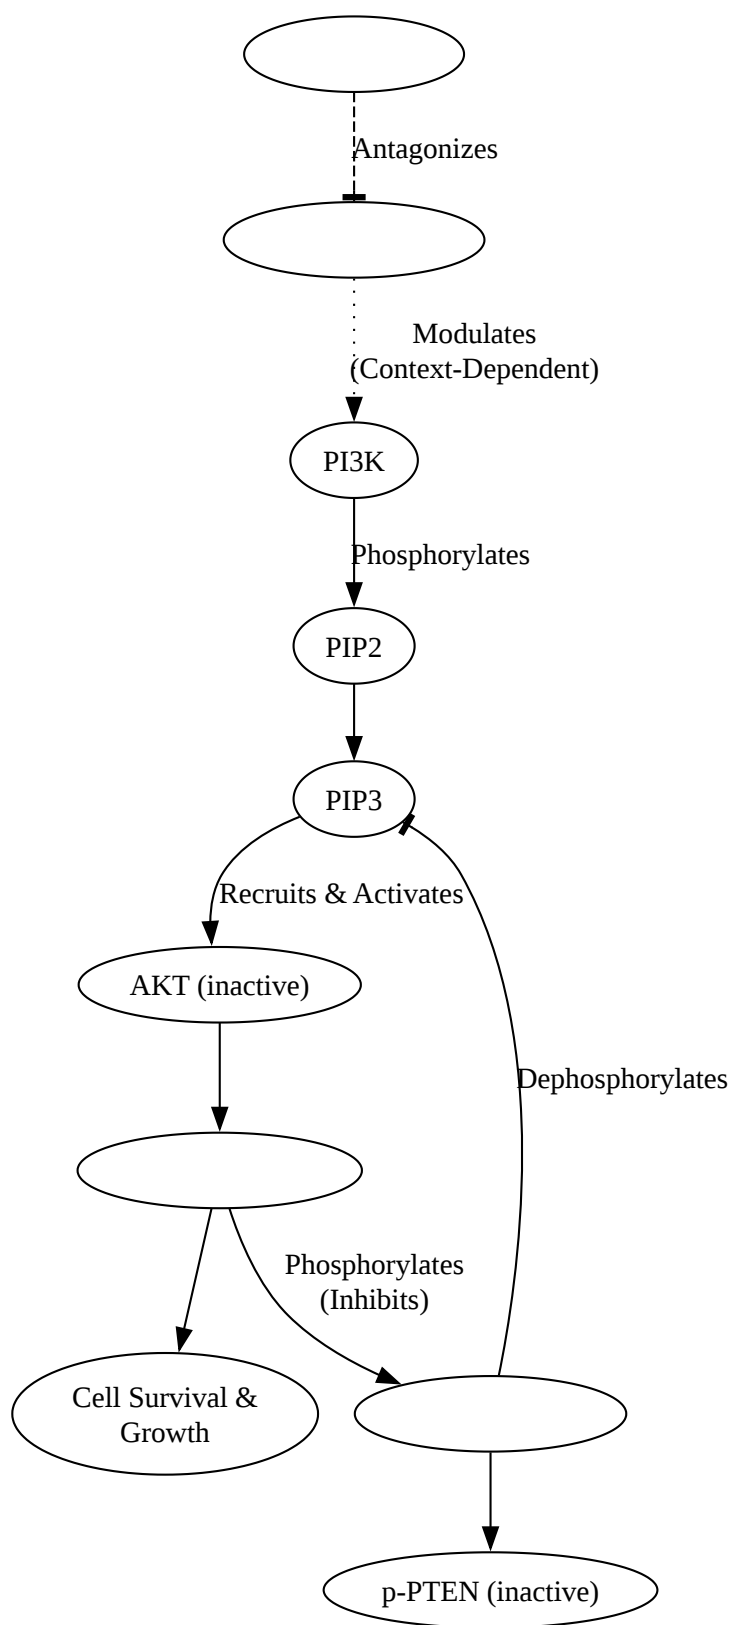 Antagonizes
Modulates
(Context-Dependent)
PI3K
Phosphorylates
PIP2
PIP3
Recruits & Activates
AKT (inactive)
Dephosphorylates
Phosphorylates
(Inhibits)
Cell Survival &
Growth
p-PTEN (inactive)